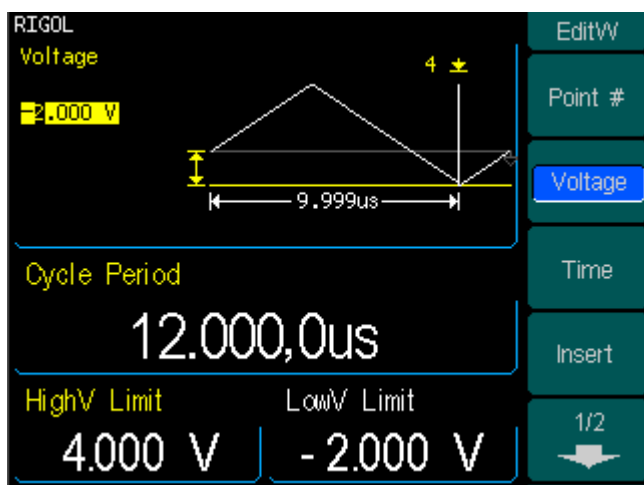 RIGOL
Voltage
-2.000 V
4
9.999us
Cycle Period
12.000,0us
HighV Limit
4.000 V
LowV Limit
- 2.000 V
EditW
Point #
Voltage
Time
Insert
1/2